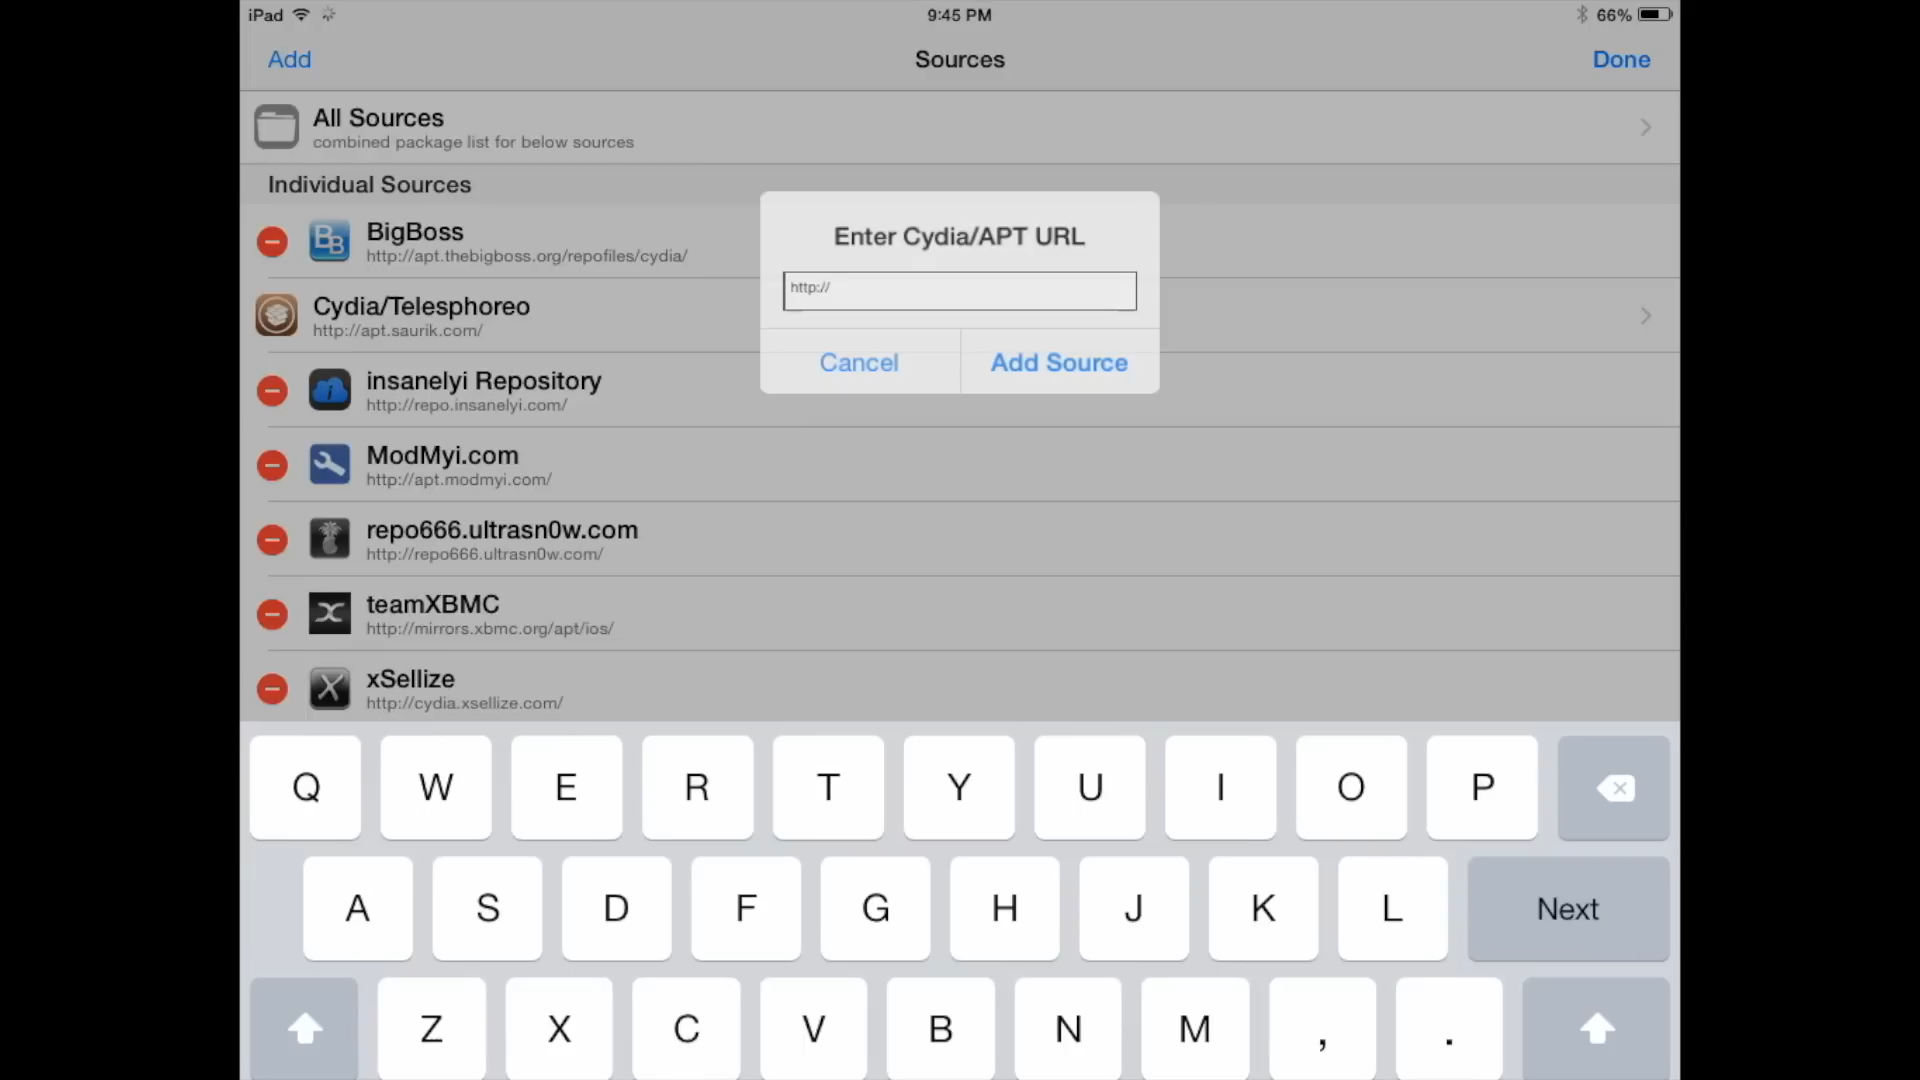 iPad 9:45 PM 66%
Add Sources Done
All Sources
combined package list for below sources
Individual Sources
BigBoss
http://apt.thebigboss.org/repofiles/cydia/
Cydia/Telesphoreo
http://apt.saurik.com/
insanelyi Repository
http://repo.insanelyi.com/
ModMyi.com
http://apt.modmyi.com/
repo666.ultrasn0w.com
http://repo666.ultrasn0w.com/
teamXBMC
http://mirrors.xbmc.org/apt/ios/
xSellize
http://cydia.xsellize.com/
Enter Cydia/APT URL
http://
Cancel Add Source
Q W E R T Y U I O P
A S D F G H J K L Next
Z X C V B N M , .